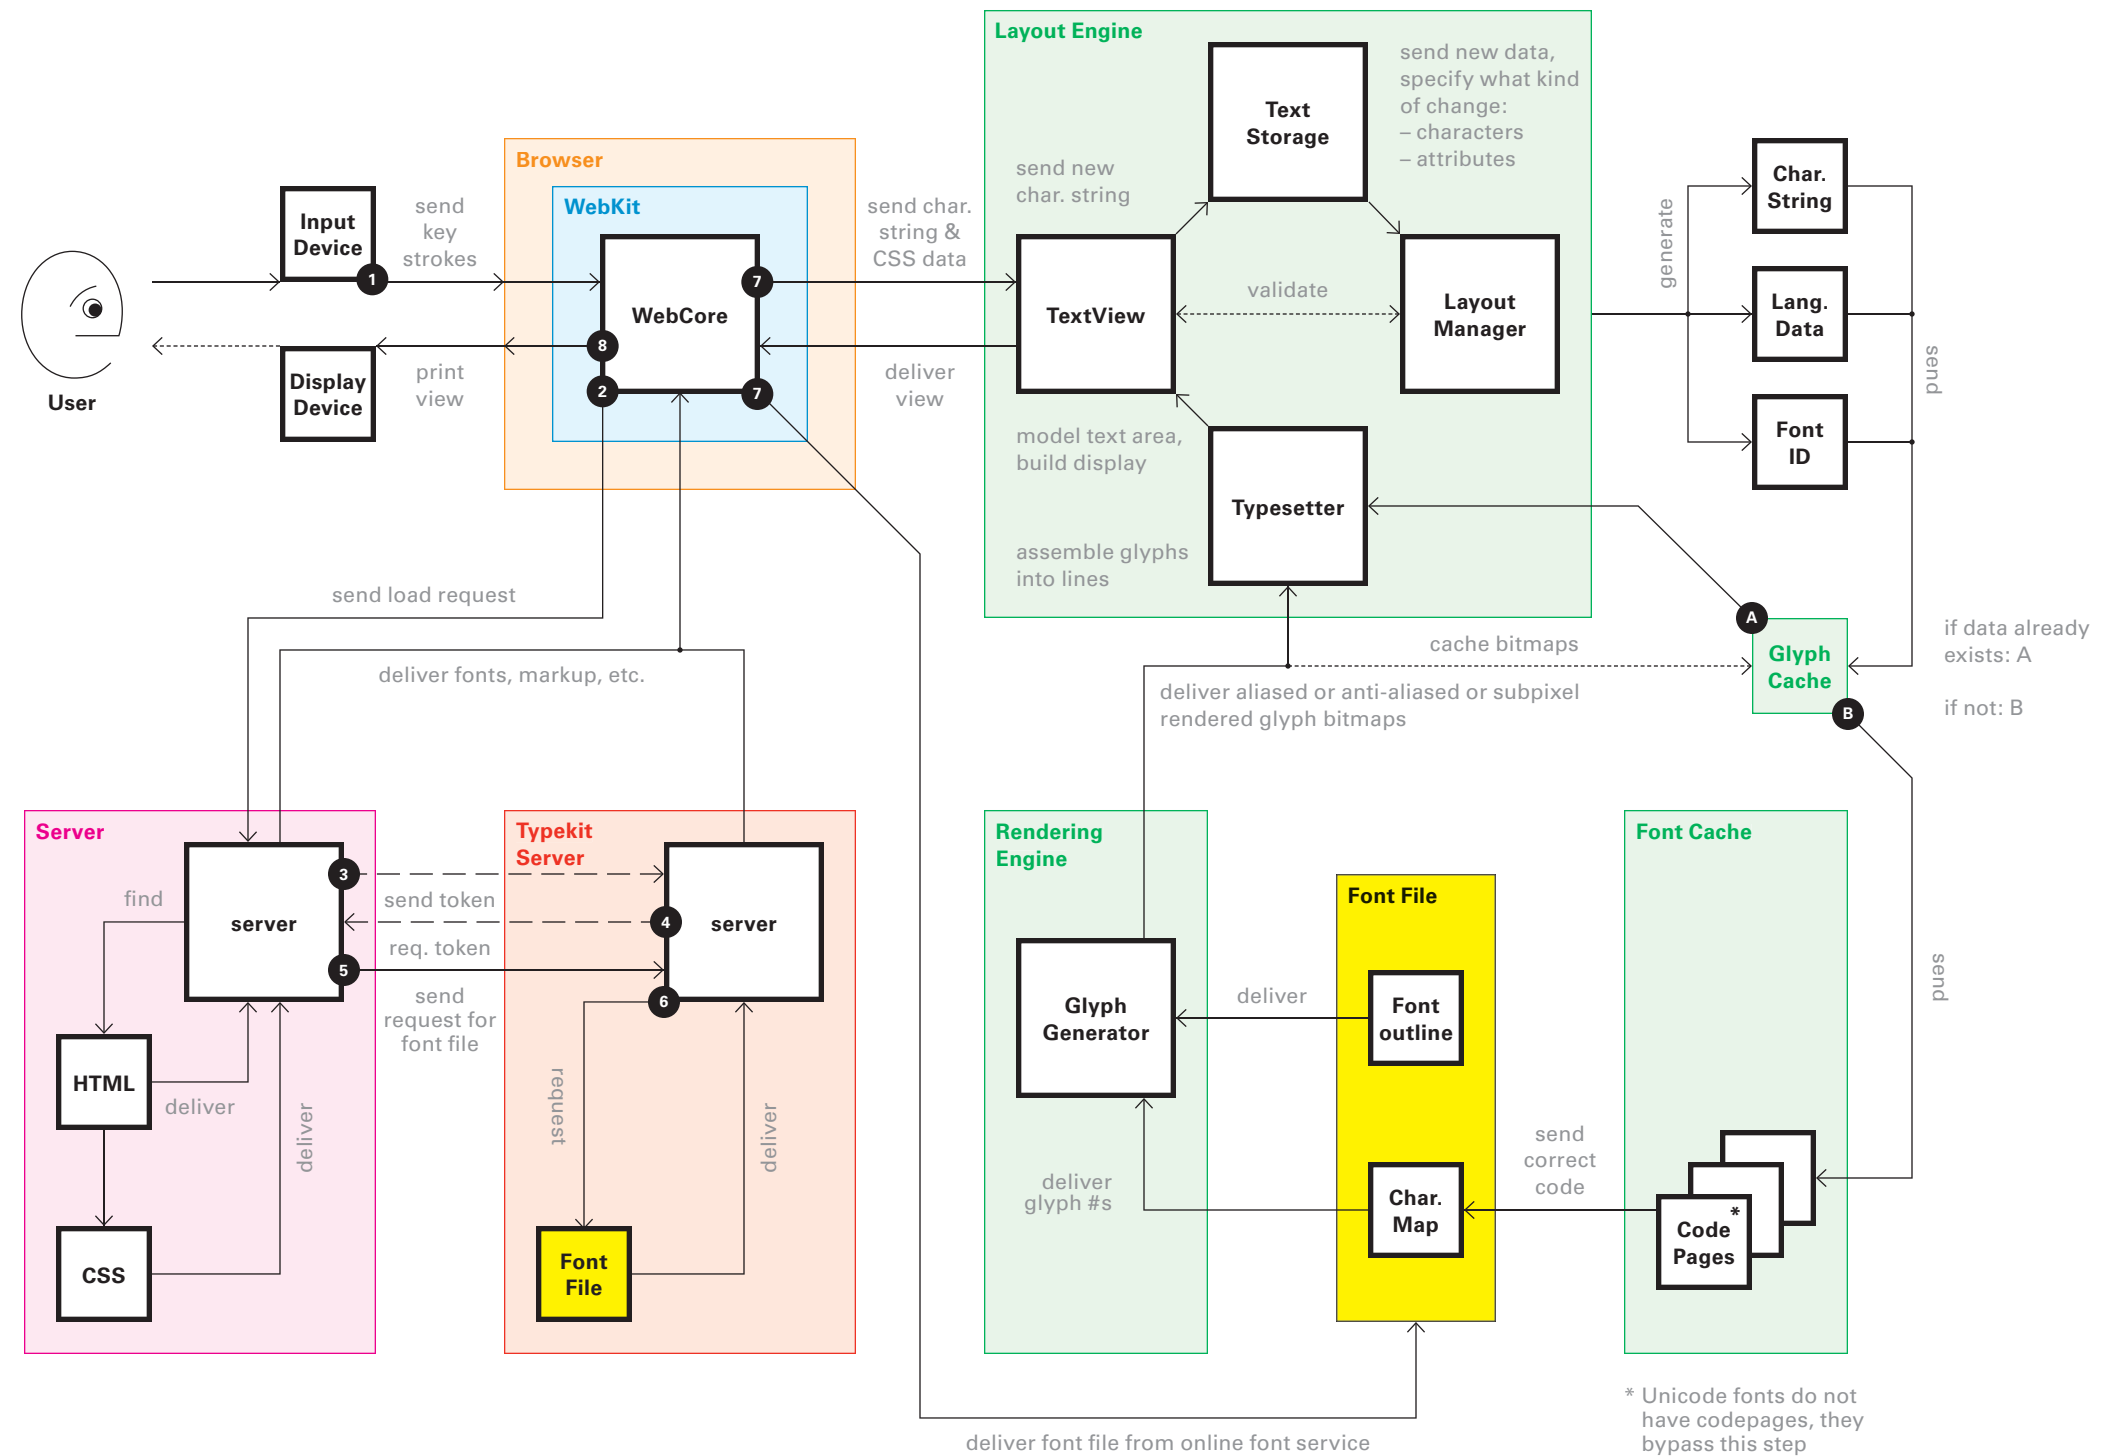 Layout Engine
Text
Storage
send new data,
specify what kind
of change:
– characters
– attributes
send new
char. string
Browser
WebKit
Input
Device
1
send
key
strokes
WebCore
7
8
2
7
send char.
string &
CSS data
TextView
validate
Layout
Manager
generate
Char.
String
Lang.
Data
Font
ID
send
User
Display
Device
print
view
deliver
view
model text area,
build display
Typesetter
assemble glyphs
into lines
send load request
deliver fonts, markup, etc.
cache bitmaps
deliver aliased or anti-aliased or subpixel
rendered glyph bitmaps
A
Glyph
Cache
B
if data already
exists: A
if not: B
Server
server
3
5
find
HTML
deliver
CSS
deliver
send token
req. token
send
request for
font file
Typekit
Server
server
4
6
request
deliver
Font
File
Rendering
Engine
Glyph
Generator
deliver
deliver
glyph #s
Font File
Font
outline
Char.
Map
send
correct
code
Font Cache
send
*
Code
Pages
* Unicode fonts do not
have codepages, they
bypass this step
deliver font file from online font service